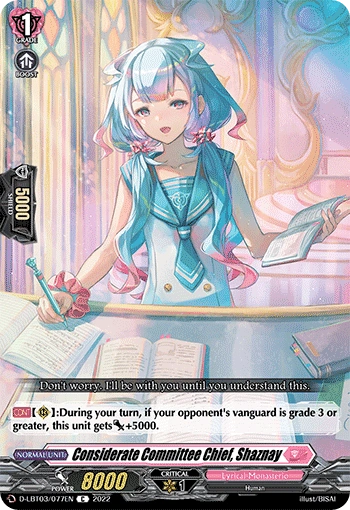 1
GRADE
BOOST
5000
SHIELD
Don't worry. I'll be with you until you understand this.
CONT【 】:During your turn, if your opponent's vanguard is grade 3 or
greater, this unit gets +5000.
NORMAL UNIT
Considerate Committee Chief, Shaznay
Lyrical Monasterio
Human
POWER 8000
CRITICAL
1
D-LBT03/077EN C 2022
illust/BISAI